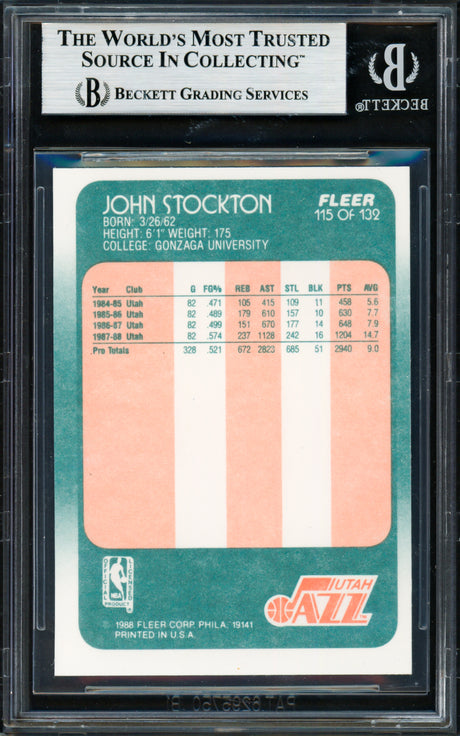 THE WORLD'S MOST TRUSTED
SOURCE IN COLLECTING™
B BECKETT GRADING SERVICES
B
BECKETT®
JOHN STOCKTON
BORN: 3/26/62
HEIGHT: 6'1" WEIGHT: 175
COLLEGE: GONZAGA UNIVERSITY
FLEER
115 OF 132
Year Club G FG% REB AST STL BLK PTS AVG
1984-85 Utah 82 .471 105 415 109 11 458 5.6
1985-86 Utah 82 .489 179 610 157 10 630 7.7
1986-87 Utah 82 .499 151 670 177 14 648 7.9
1987-88 Utah 82 .574 237 1128 242 16 1204 14.7
Pro Totals 328 .521 672 2823 685 51 2940 9.0
OFFICIAL LICENSED
NBA
PRODUCT
UTAH
JAZZ
© 1988 FLEER CORP. PHILA. 19141
PRINTED IN U.S.A.